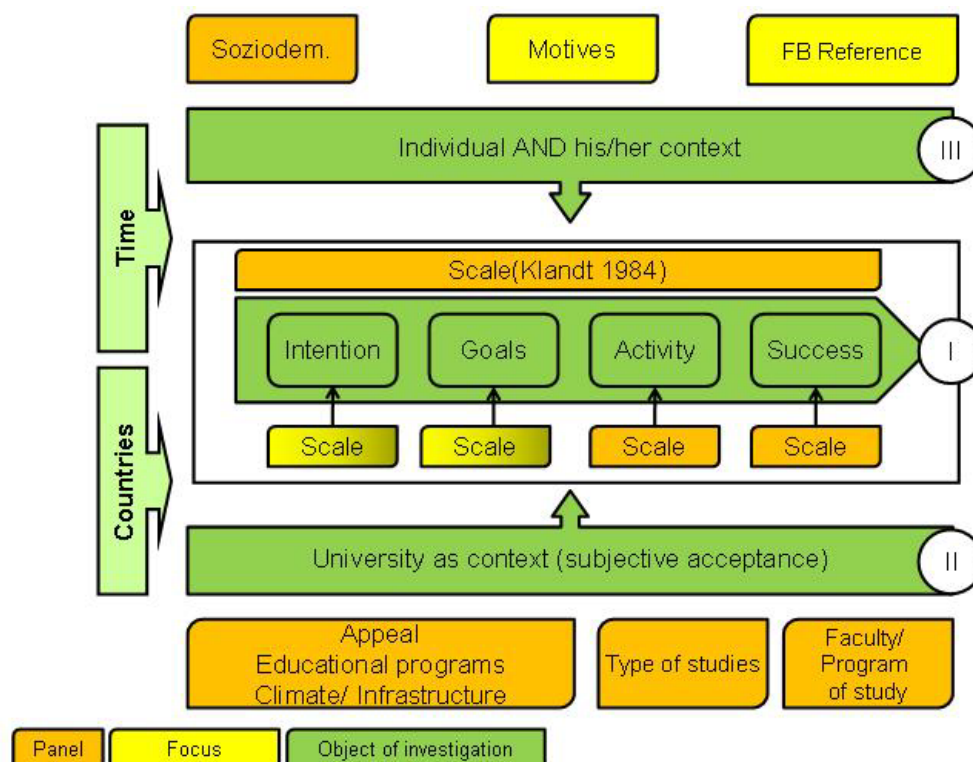 Soziodem.
Motives
FB Reference
Individual AND his/her context
III
Time
Scale(Klandt 1984)
Intention
Goals
Activity
Success
I
Scale
Scale
Scale
Scale
Countries
University as context (subjective acceptance)
II
Appeal
Educational programs
Climate/ Infrastructure
Type of studies
Faculty/
Program
of study
Panel
Focus
Object of investigation